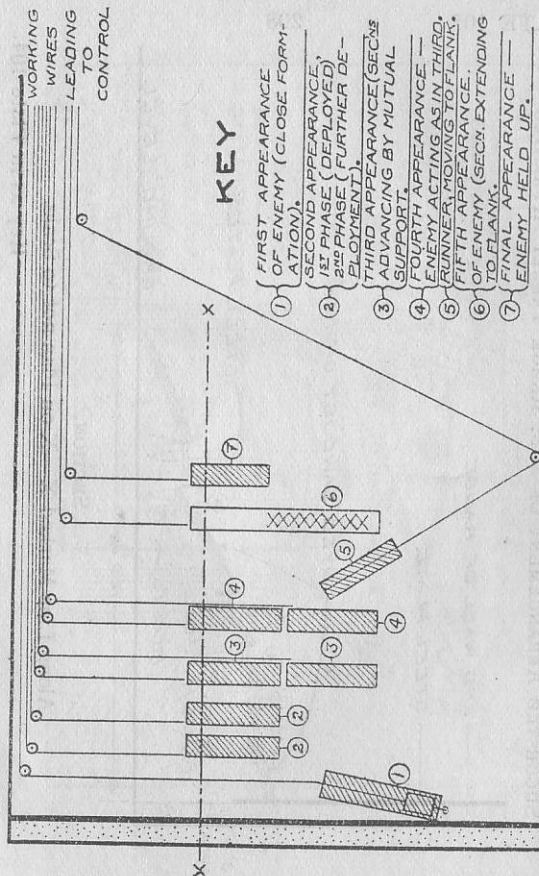 WORKING
WIRES
LEADING
TO
CONTROL
KEY
① FIRST APPEARANCE
OF ENEMY (CLOSE FORM-
ATION).
② SECOND APPEARANCE,
1ST PHASE (DEPLOYED)
2ND PHASE (FURTHER DE-
PLOYMENT).
③ THIRD APPEARANCE (SECNS
ADVANCING BY MUTUAL
SUPPORT.
④ FOURTH APPEARANCE —
ENEMY ACTING AS IN THIRD.
⑤ RUNNER, MOVING TO FLANK.
⑥ FIFTH APPEARANCE.
OF ENEMY (SECN. EXTENDING
TO FLANK.
⑦ FINAL APPEARANCE —
ENEMY HELD UP.
X
X
①
②
②
③
③
④
④
⑤
⑥
⑦